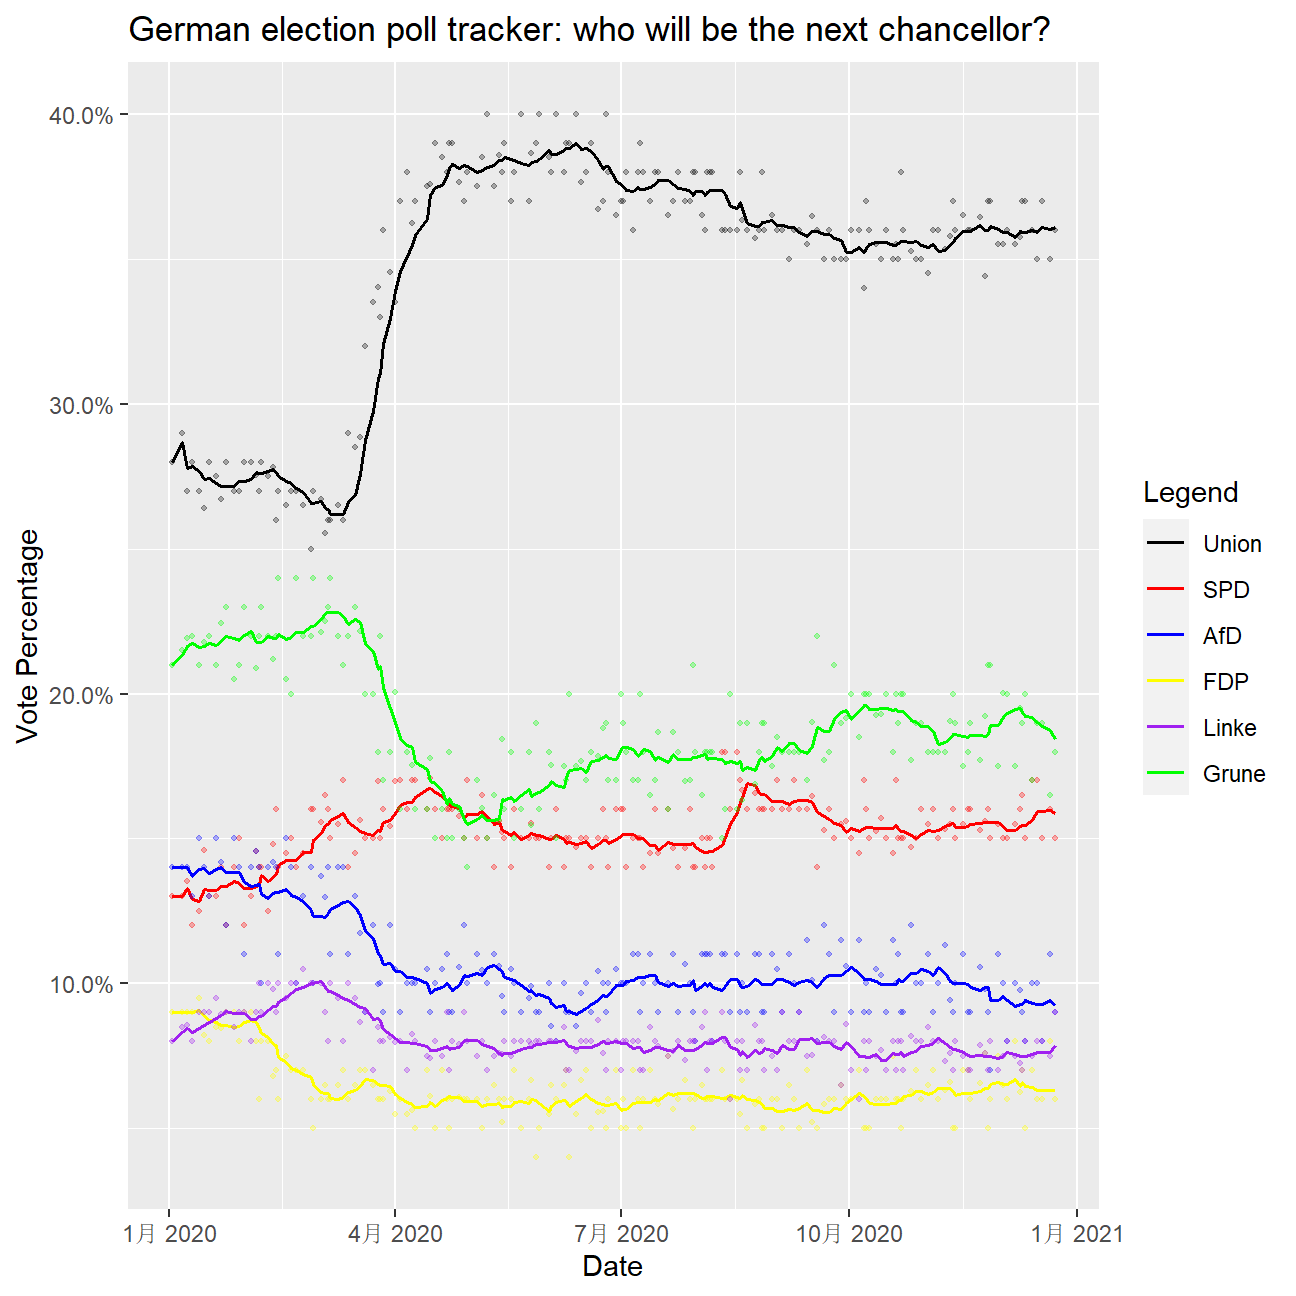 German election poll tracker: who will be the next chancellor?
40.0%
30.0%
20.0%
10.0%
Vote Percentage
1月 2020
4月 2020
7月 2020
10月 2020
1月 2021
Date
Legend
Union
SPD
AfD
FDP
Linke
Grune